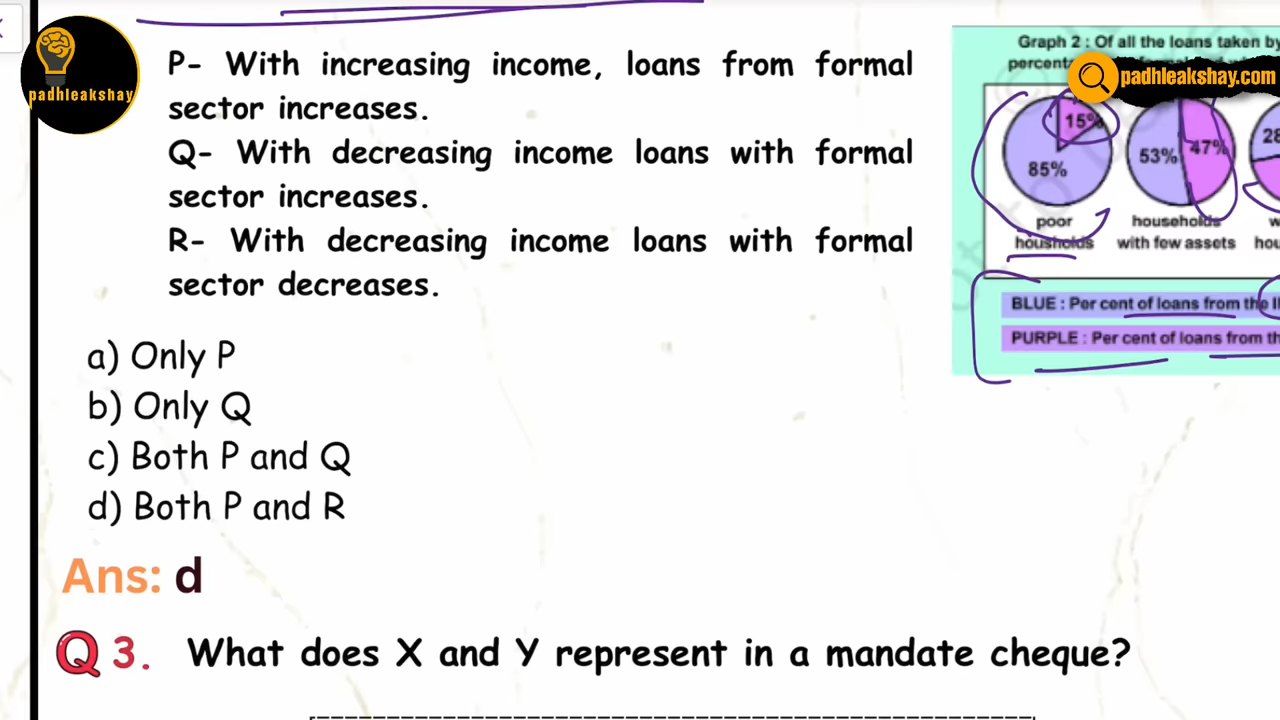 padhleakshay
P- With increasing income, loans from formal
sector increases.
Q- With decreasing income loans with formal
sector increases.
R- With decreasing income loans with formal
sector decreases.
a) Only P
b) Only Q
c) Both P and Q
d) Both P and R
Ans: d
Q 3. What does X and Y represent in a mandate cheque?
Graph 2 : Of all the loans taken by
padhleakshay.com
15%
85%
53%
47%
28
poor
housholds
households
with few assets
BLUE : Per cent of loans from the
PURPLE : Per cent of loans from